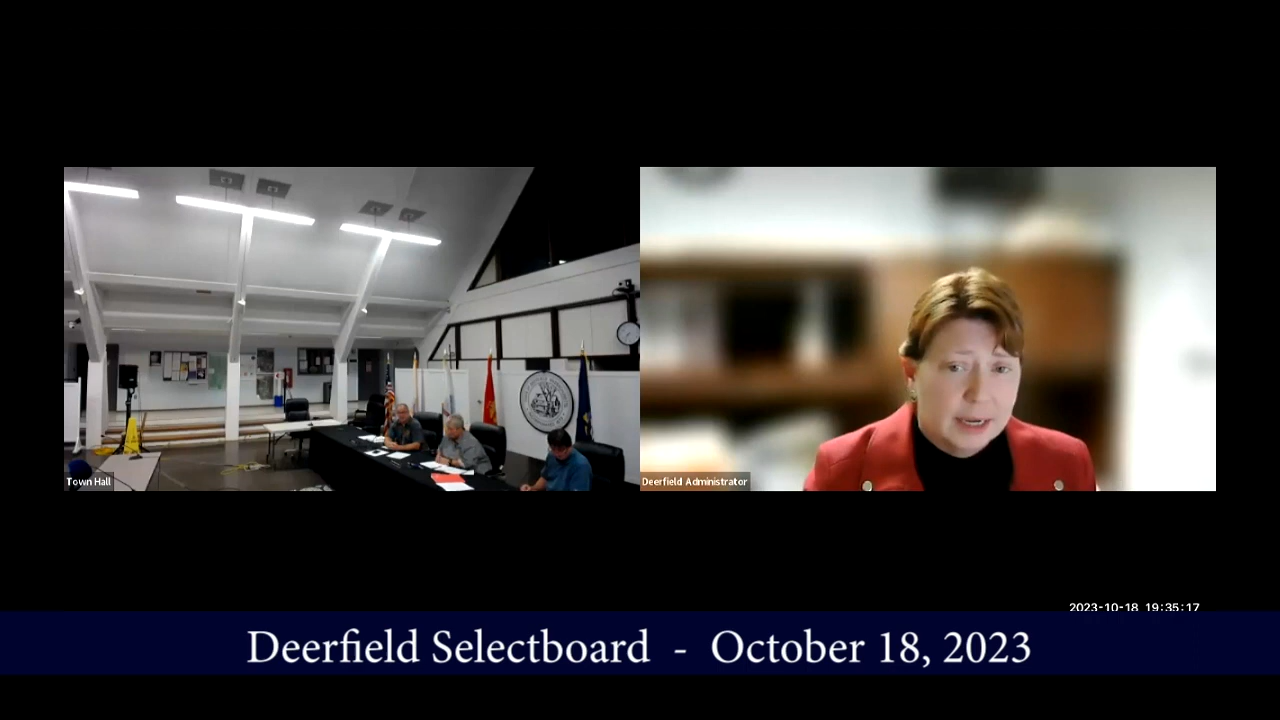 Town Hall
Deerfield Administrator
2023-10-18 19:35:17
Deerfield Selectboard - October 18, 2023